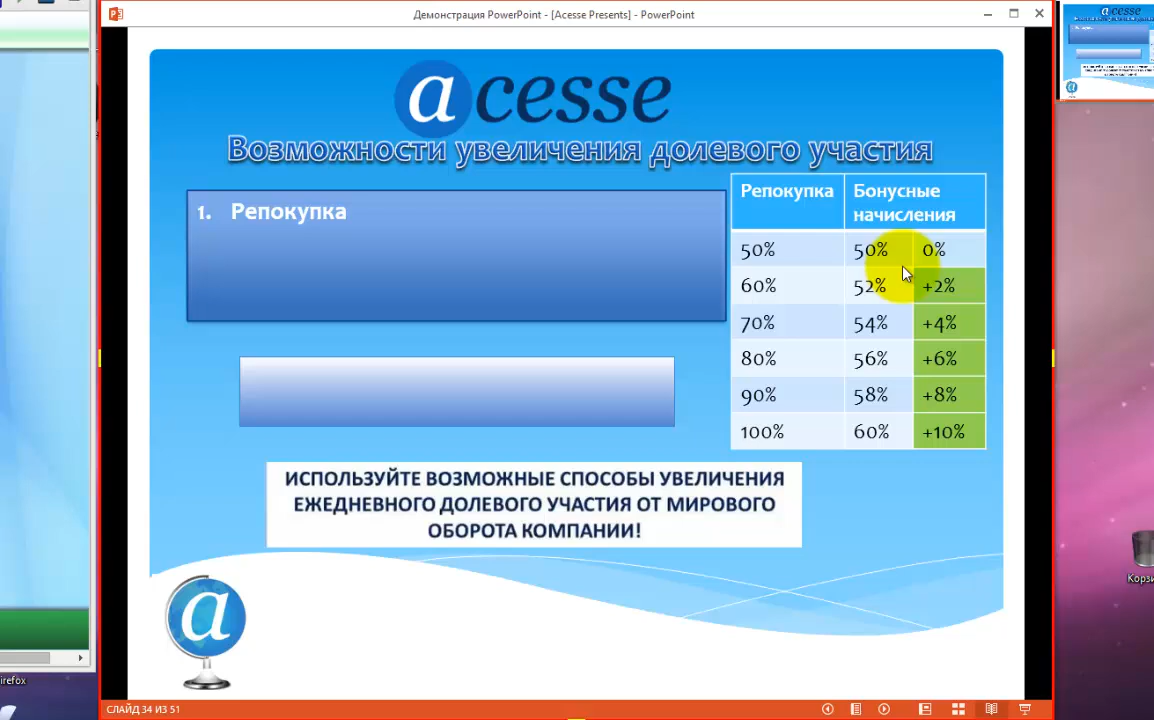 Демонстрация PowerPoint - [Acesse Presents] - PowerPoint
acesse
Возможности увеличения долевого участия
1. Репокупка
Репокупка Бонусные начисления
50% 50% 0%
60% 52% +2%
70% 54% +4%
80% 56% +6%
90% 58% +8%
100% 60% +10%
ИСПОЛЬЗУЙТЕ ВОЗМОЖНЫЕ СПОСОБЫ УВЕЛИЧЕНИЯ
ЕЖЕДНЕВНОГО ДОЛЕВОГО УЧАСТИЯ ОТ МИРОВОГО
ОБОРОТА КОМПАНИИ!
a
СЛАЙД 34 ИЗ 51
irefox
Корзи
acesse